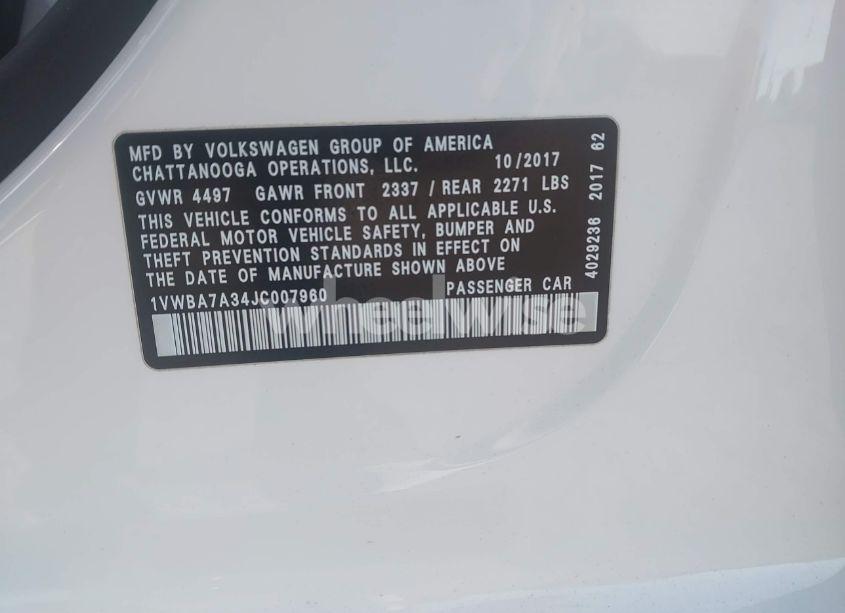 MFD BY VOLKSWAGEN GROUP OF AMERICA
CHATTANOOGA OPERATIONS, LLC. 10/2017
GVWR 4497 GAWR FRONT 2337 / REAR 2271 LBS
THIS VEHICLE CONFORMS TO ALL APPLICABLE U.S.
FEDERAL MOTOR VEHICLE SAFETY, BUMPER AND
THEFT PREVENTION STANDARDS IN EFFECT ON
THE DATE OF MANUFACTURE SHOWN ABOVE
1VWBA7A34JC007960 PASSENGER CAR
4029236 2017 62
wheelwise